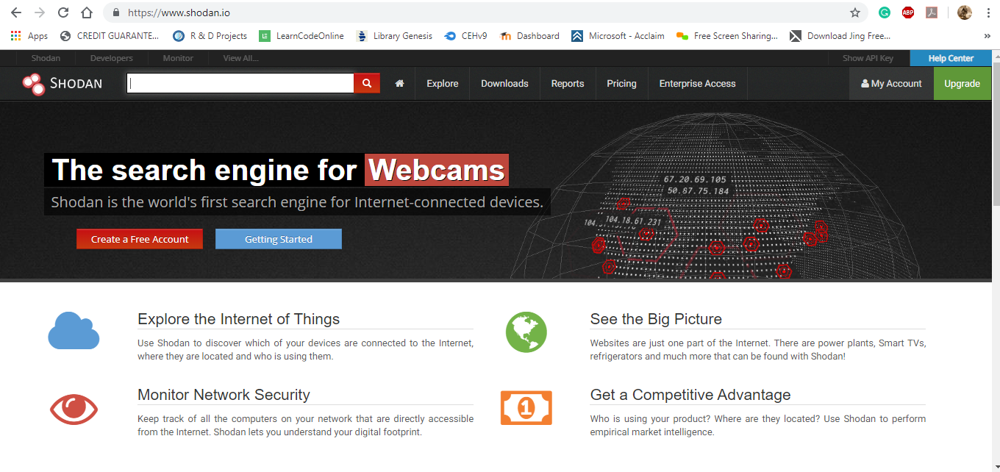 https://www.shodan.io
ABP
Apps CREDIT GUARANTE... R & D Projects LearnCodeOnline Library Genesis CEHv9 Dashboard Microsoft - Acclaim Free Screen Sharing... Download Jing Free... »
Shodan Developers Monitor View All... Show API Key Help Center
SHODAN Explore Downloads Reports Pricing Enterprise Access My Account Upgrade
The search engine for Webcams
Shodan is the world's first search engine for Internet-connected devices.
Create a Free Account Getting Started
67.20.69.105
50.87.75.184
104. 104.18.61.231
Explore the Internet of Things
Use Shodan to discover which of your devices are connected to the Internet,
where they are located and who is using them.
See the Big Picture
Websites are just one part of the Internet. There are power plants, Smart TVs,
refrigerators and much more that can be found with Shodan!
Monitor Network Security
Keep track of all the computers on your network that are directly accessible
from the Internet. Shodan lets you understand your digital footprint.
1
Get a Competitive Advantage
Who is using your product? Where are they located? Use Shodan to perform
empirical market intelligence.